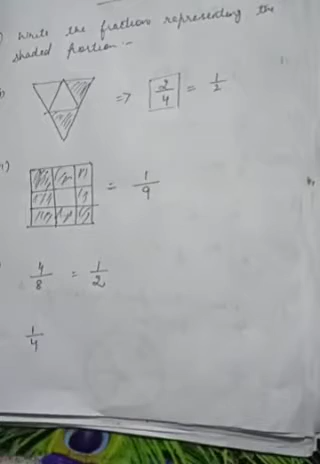 Write the fractions representing the
shaded portion :-
=> 2/4 = 1/2
= 1/9
4/8 = 1/2
1/4